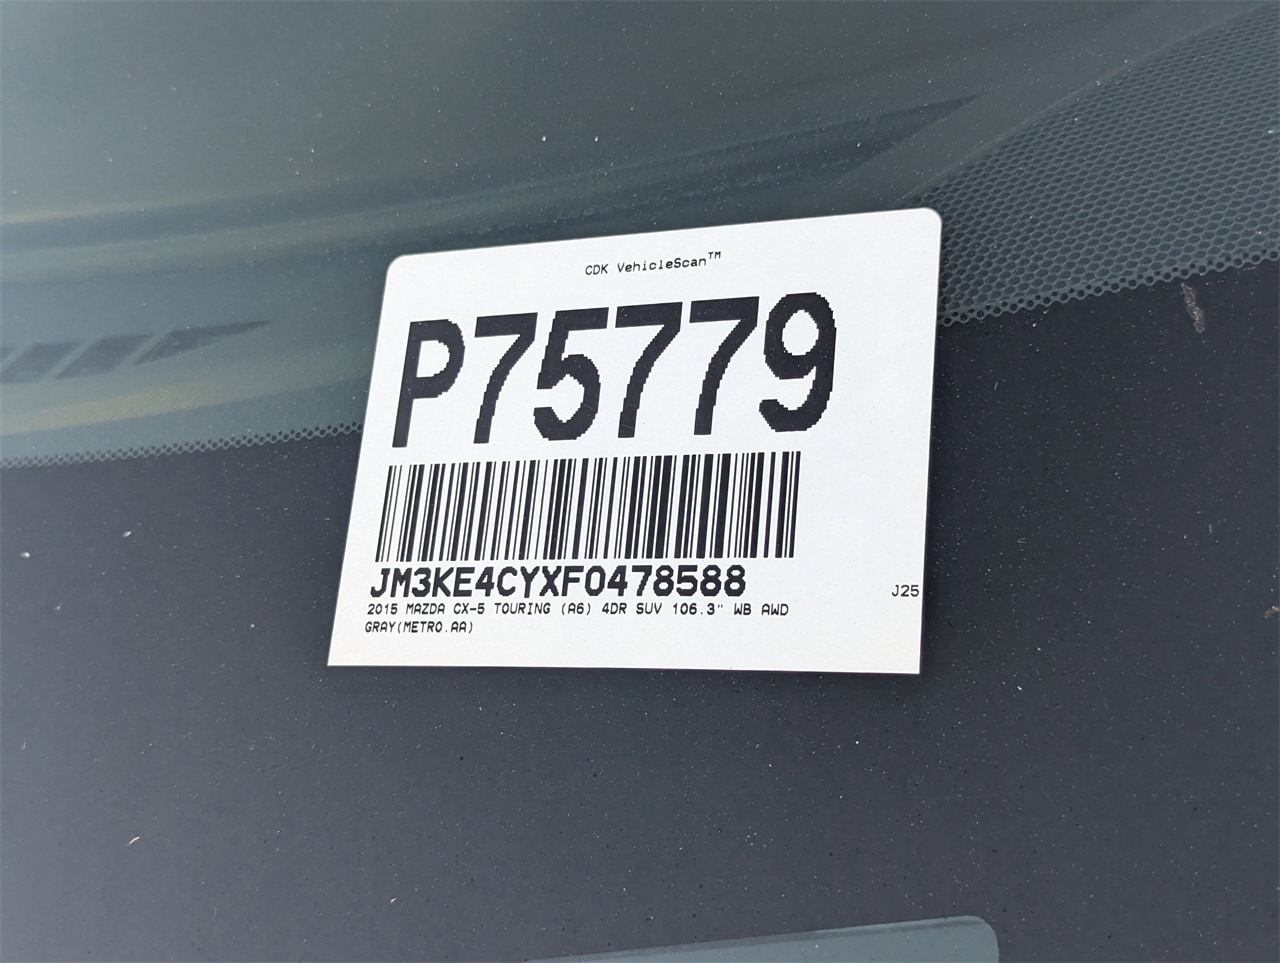 CDK VehicleScan™
P75779
JM3KE4CYXF0478588
2015 MAZDA CX-5 TOURING (A6) 4DR SUV 106.3" WB AWD
GRAY(METRO.AA)
J25